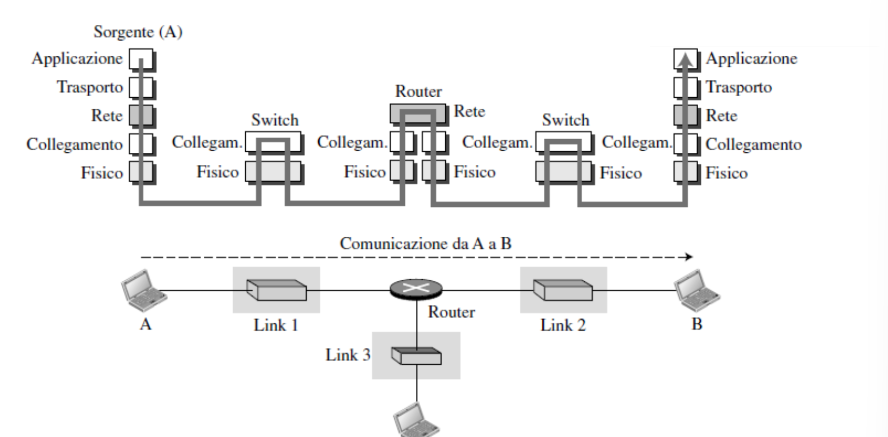 Sorgente (A)
Applicazione
Applicazione
Trasporto
Router
Trasporto
Rete
Switch
Rete
Switch
Rete
Collegamento
Collegam.
Collegam.
Collegam.
Collegam.
Collegamento
Fisico
Fisico
Fisico
Fisico
Fisico
Fisico
Comunicazione da A a B
A
Link 1
Router
Link 2
B
Link 3